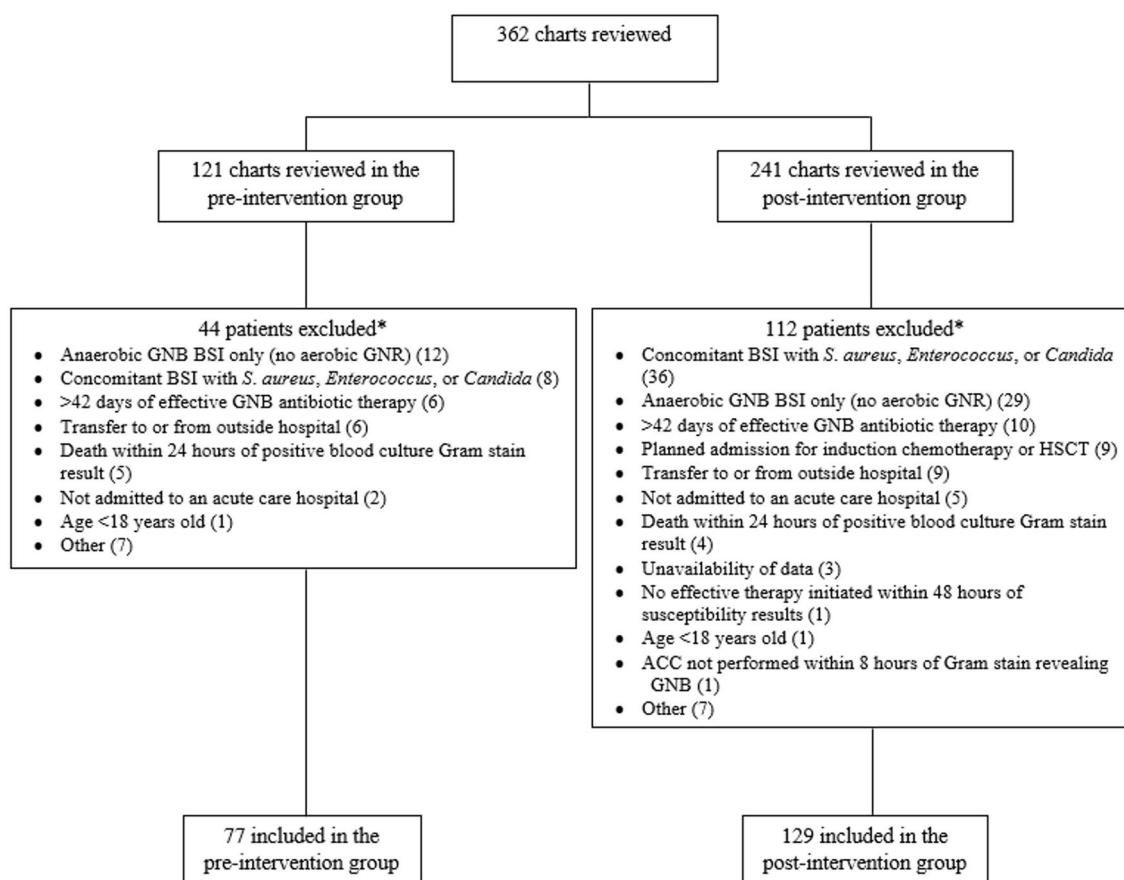 362 charts reviewed
121 charts reviewed in the
pre-intervention group
241 charts reviewed in the
post-intervention group
44 patients excluded*
• Anaerobic GNB BSI only (no aerobic GNR) (12)
• Concomitant BSI with S. aureus, Enterococcus, or Candida (8)
• >42 days of effective GNB antibiotic therapy (6)
• Transfer to or from outside hospital (6)
• Death within 24 hours of positive blood culture Gram stain
result (5)
• Not admitted to an acute care hospital (2)
• Age <18 years old (1)
• Other (7)
112 patients excluded*
• Concomitant BSI with S. aureus, Enterococcus, or Candida
(36)
• Anaerobic GNB BSI only (no aerobic GNR) (29)
• >42 days of effective GNB antibiotic therapy (10)
• Planned admission for induction chemotherapy or HSCT (9)
• Transfer to or from outside hospital (9)
• Not admitted to an acute care hospital (5)
• Death within 24 hours of positive blood culture Gram stain
result (4)
• Unavailability of data (3)
• No effective therapy initiated within 48 hours of
susceptibility results (1)
• Age <18 years old (1)
• ACC not performed within 8 hours of Gram stain revealing
GNB (1)
• Other (7)
77 included in the
pre-intervention group
129 included in the
post-intervention group